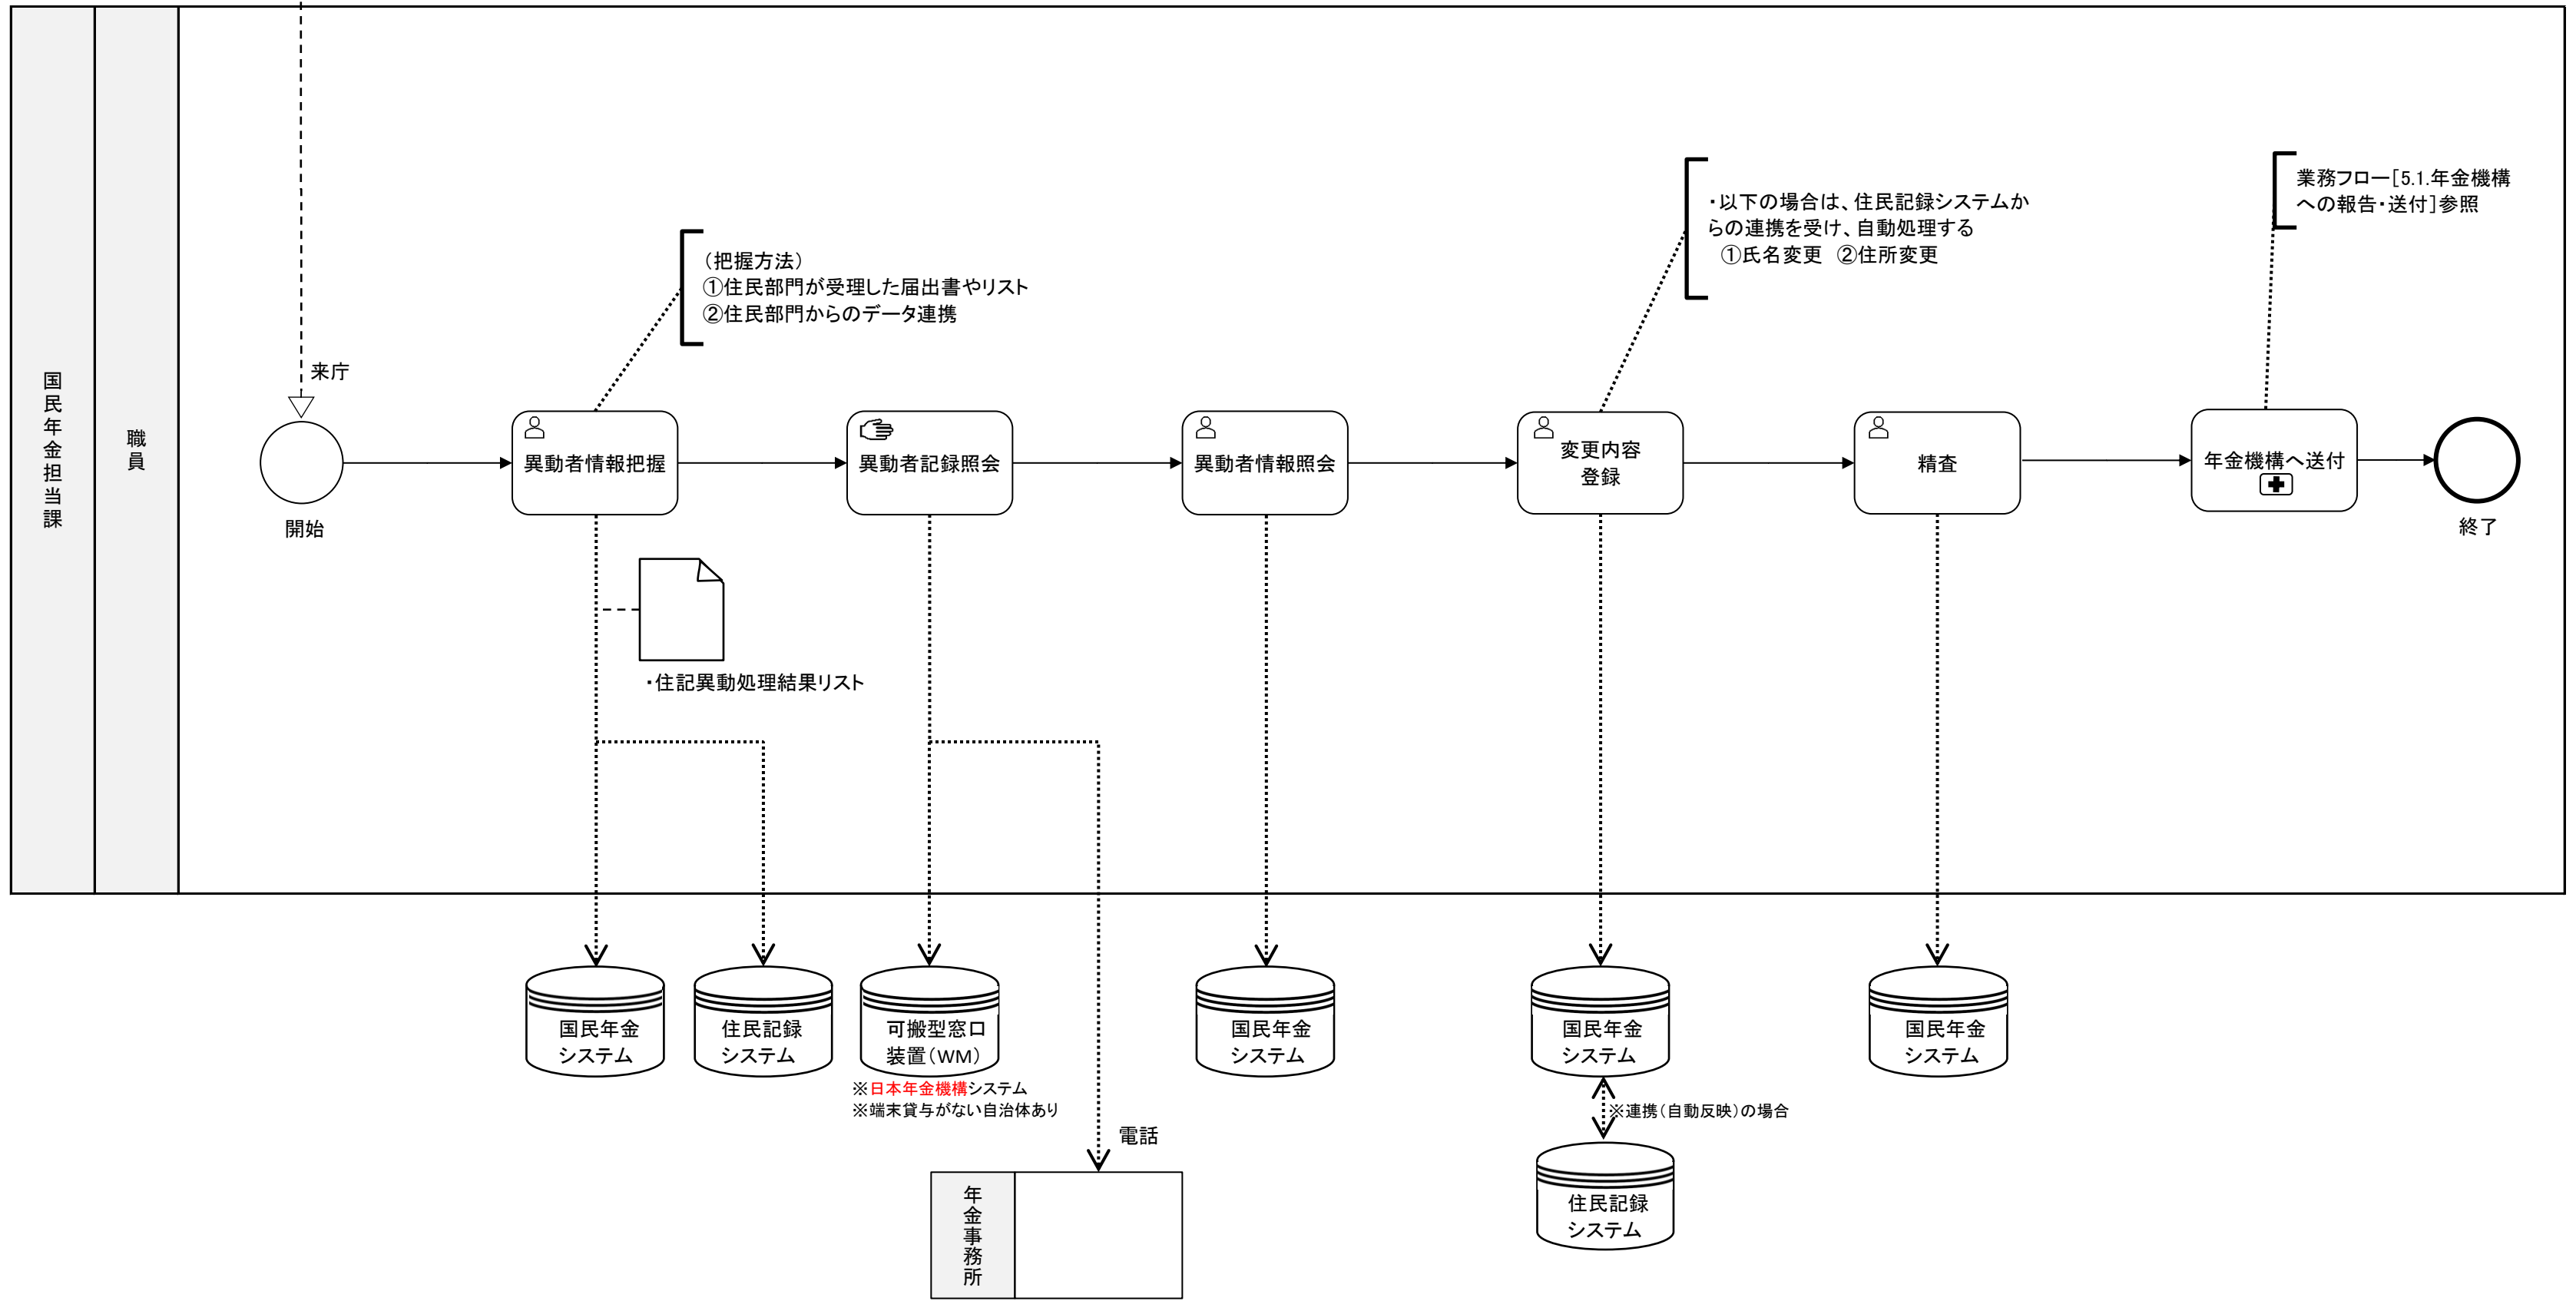 国民年金担当課
職員
来庁
開始
(把握方法)
①住民部門が受理した届出書やリスト
②住民部門からのデータ連携
・以下の場合は、住民記録システムか
らの連携を受け、自動処理する
①氏名変更　②住所変更
業務フロー[5.1.年金機構
への報告・送付]参照
異動者情報把握
異動者記録照会
異動者情報照会
変更内容
登録
精査
年金機構へ送付
終了
・住記異動処理結果リスト
国民年金
システム
住民記録
システム
可搬型窓口
装置(WM)
※日本年金機構システム
※端末貸与がない自治体あり
国民年金
システム
国民年金
システム
国民年金
システム
※連携(自動反映)の場合
電話
年金事務所
住民記録
システム